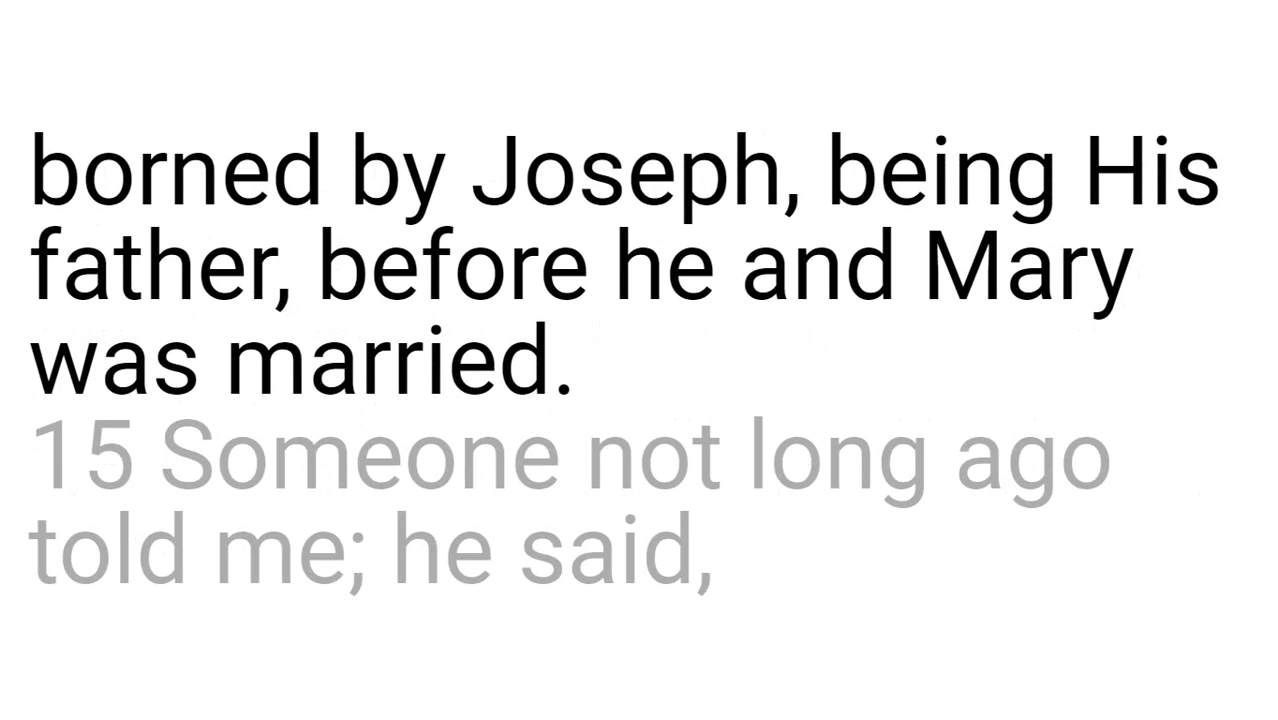 borned by Joseph, being His
father, before he and Mary
was married.
15 Someone not long ago
told me; he said,